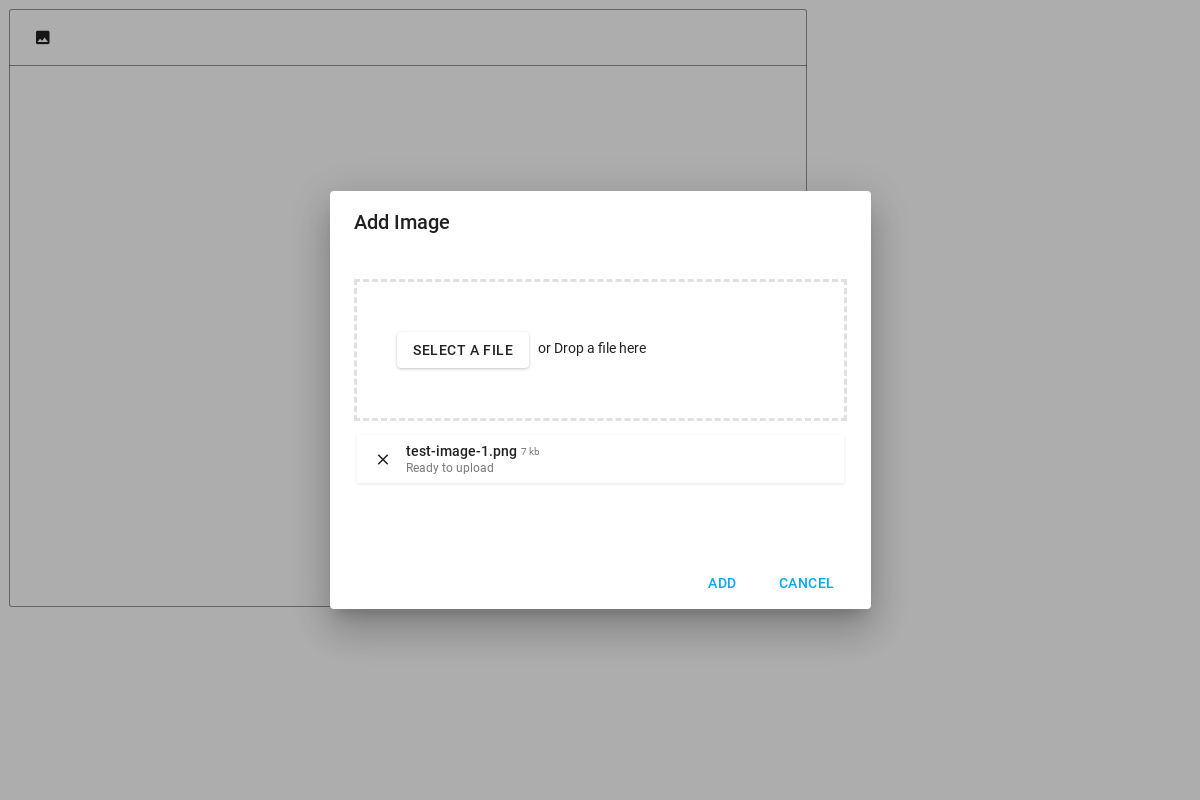 Add Image
SELECT A FILE or Drop a file here
test-image-1.png 7 kb
Ready to upload
ADD CANCEL